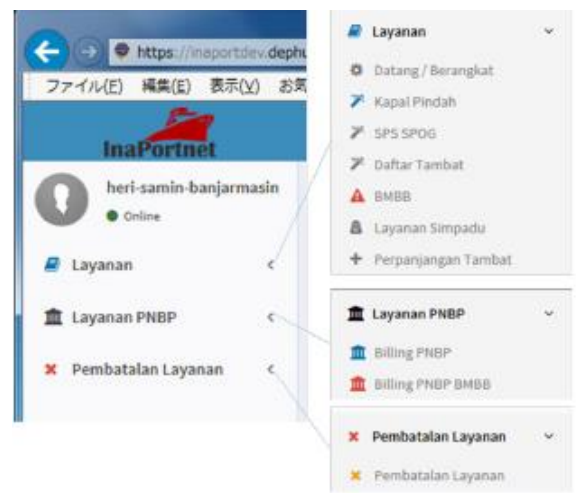 https://inaportdev.dephu
ファイル(F) 編集(E) 表示(V) お気
InaPortnet
heri-samin-banjarmasin
Online
Layanan
Layanan PNBP
Pembatalan Layanan
Layanan
Datang / Berangkat
Kapal Pindah
SPS SPOG
Daftar Tambat
BMBB
Layanan Simpadu
Perpanjangan Tambat
Layanan PNBP
Billing PNBP
Billing PNBP BMBB
Pembatalan Layanan
Pembatalan Layanan